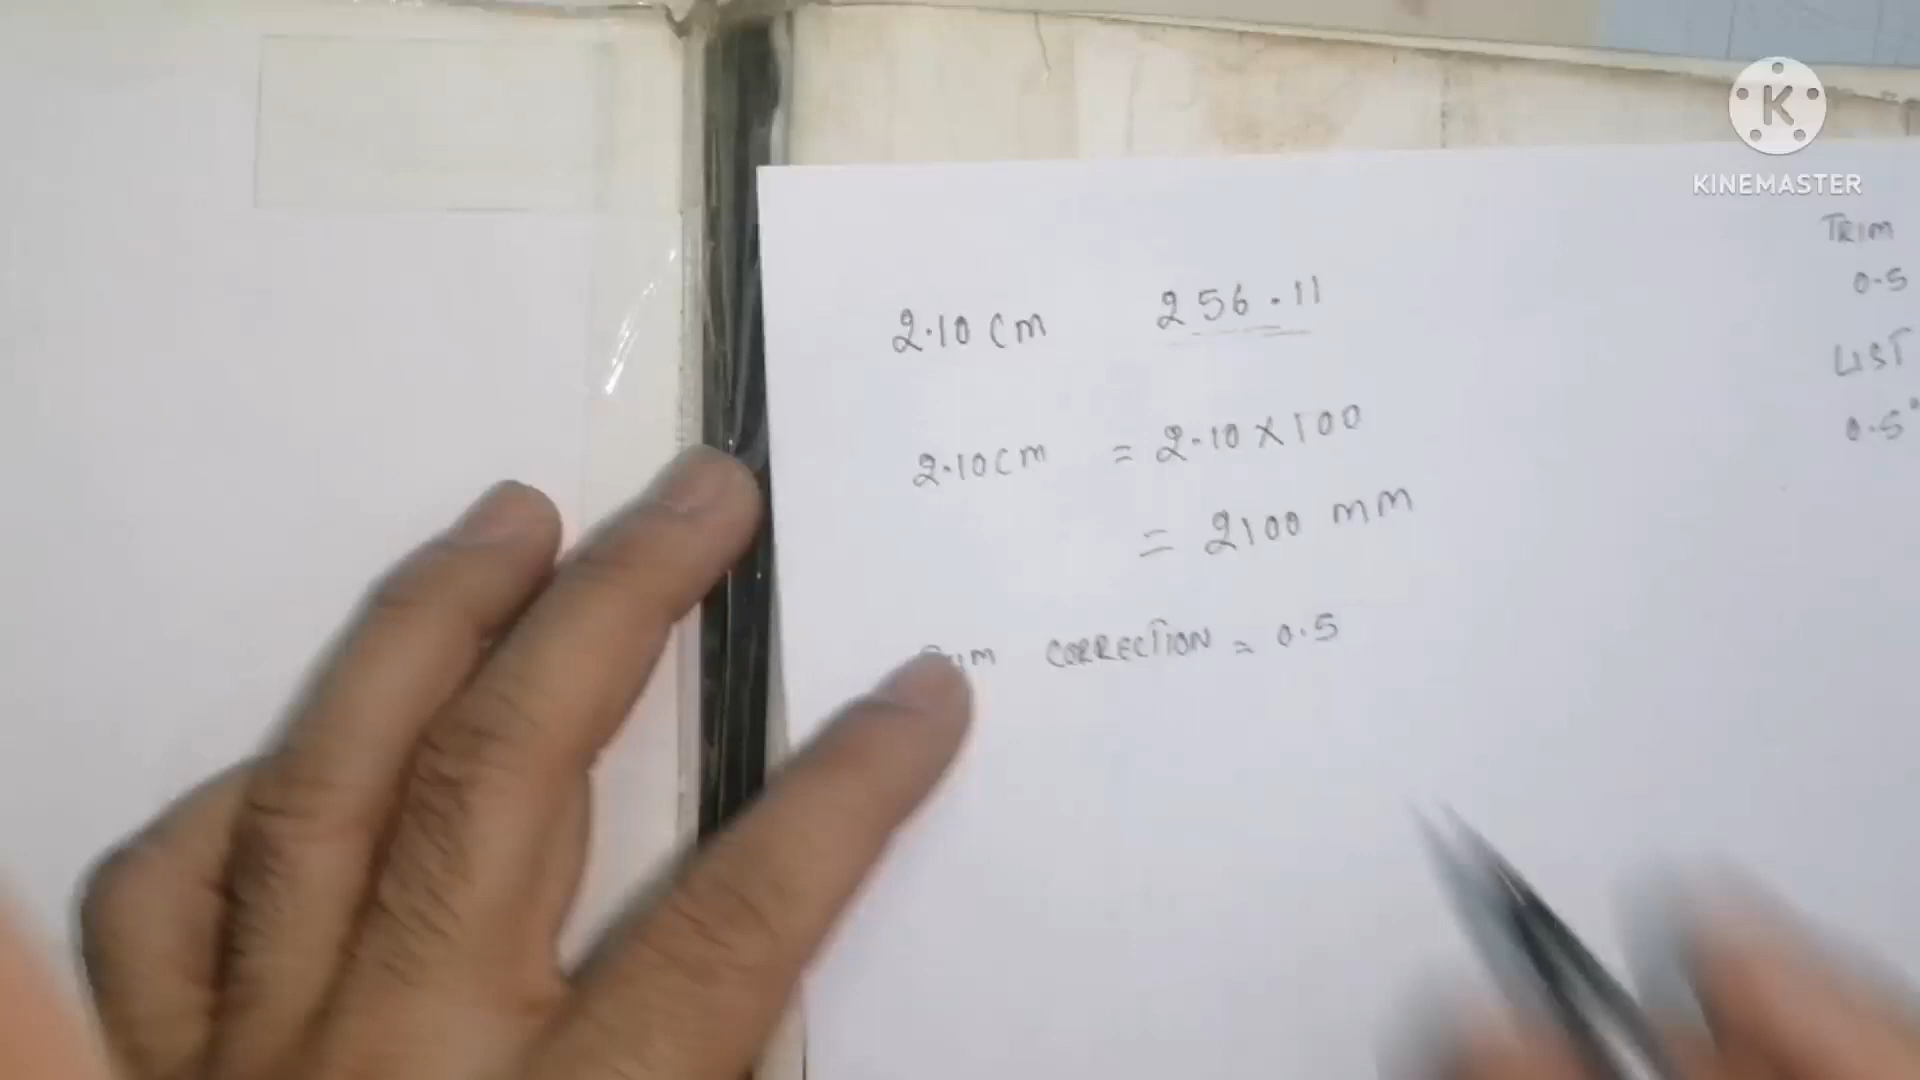 KINEMASTER
TRIM
0.5
LIST
0.5°
2.10 cm 256.11
2.10cm = 2.10 X 100
= 2100 mm
CORRECTION = 0.5